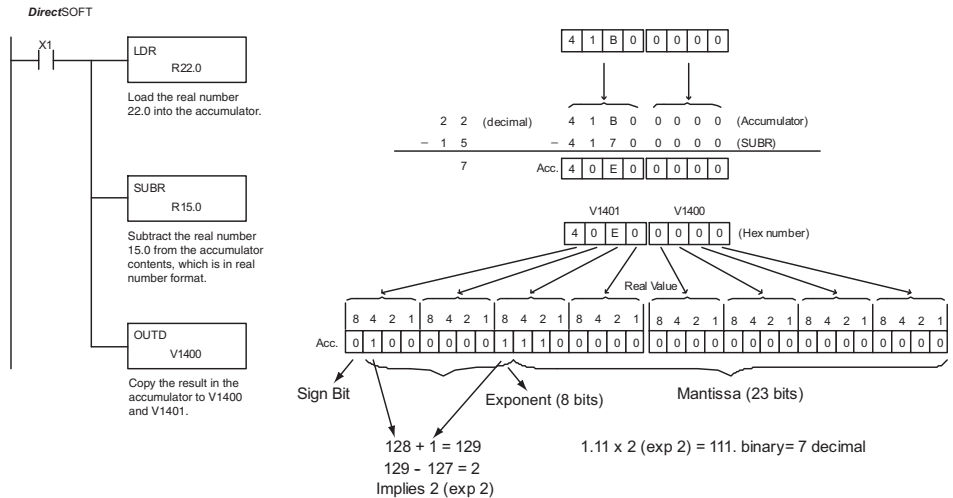 DirectSOFT
X1
LDR
R22.0
Load the real number
22.0 into the accumulator.
SUBR
R15.0
Subtract the real number
15.0 from the accumulator
contents, which is in real
number format.
OUTD
V1400
Copy the result in the
accumulator to V1400
and V1401.
4 1 B 0 0 0 0 0
2 2 (decimal) 4 1 B 0 0 0 0 0 (Accumulator)
– 1 5 – 4 1 7 0 0 0 0 0 (SUBR)
7 Acc. 4 0 E 0 0 0 0 0
V1401 V1400
4 0 E 0 0 0 0 0 (Hex number)
Real Value
8 4 2 1 8 4 2 1 8 4 2 1 8 4 2 1 8 4 2 1 8 4 2 1 8 4 2 1 8 4 2 1
Acc. 0 1 0 0 0 0 0 0 1 1 1 0 0 0 0 0 0 0 0 0 0 0 0 0 0 0 0 0 0 0 0 0
Sign Bit Exponent (8 bits) Mantissa (23 bits)
128 + 1 = 129 1.11 x 2 (exp 2) = 111. binary= 7 decimal
129 - 127 = 2
Implies 2 (exp 2)